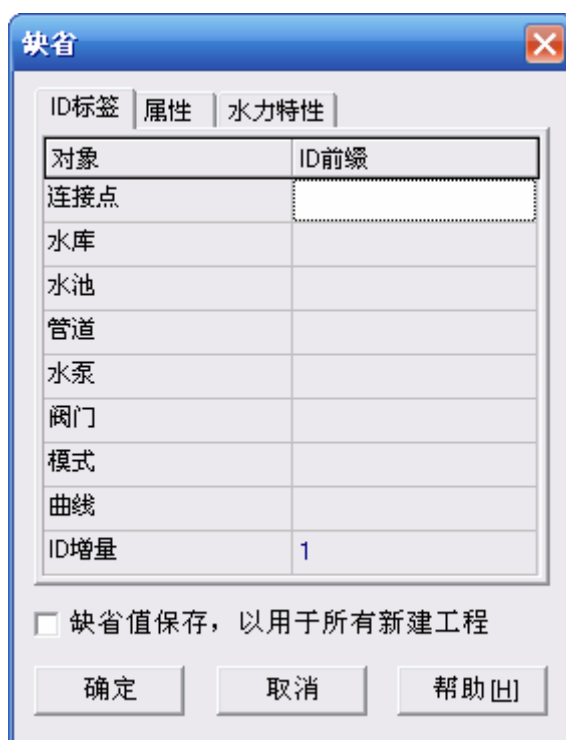 缺省
ID标签 属性 水力特性
对象 ID前缀
连接点
水库
水池
管道
水泵
阀门
模式
曲线
ID增量 1
缺省值保存，以用于所有新建工程
确定 取消 帮助[H]